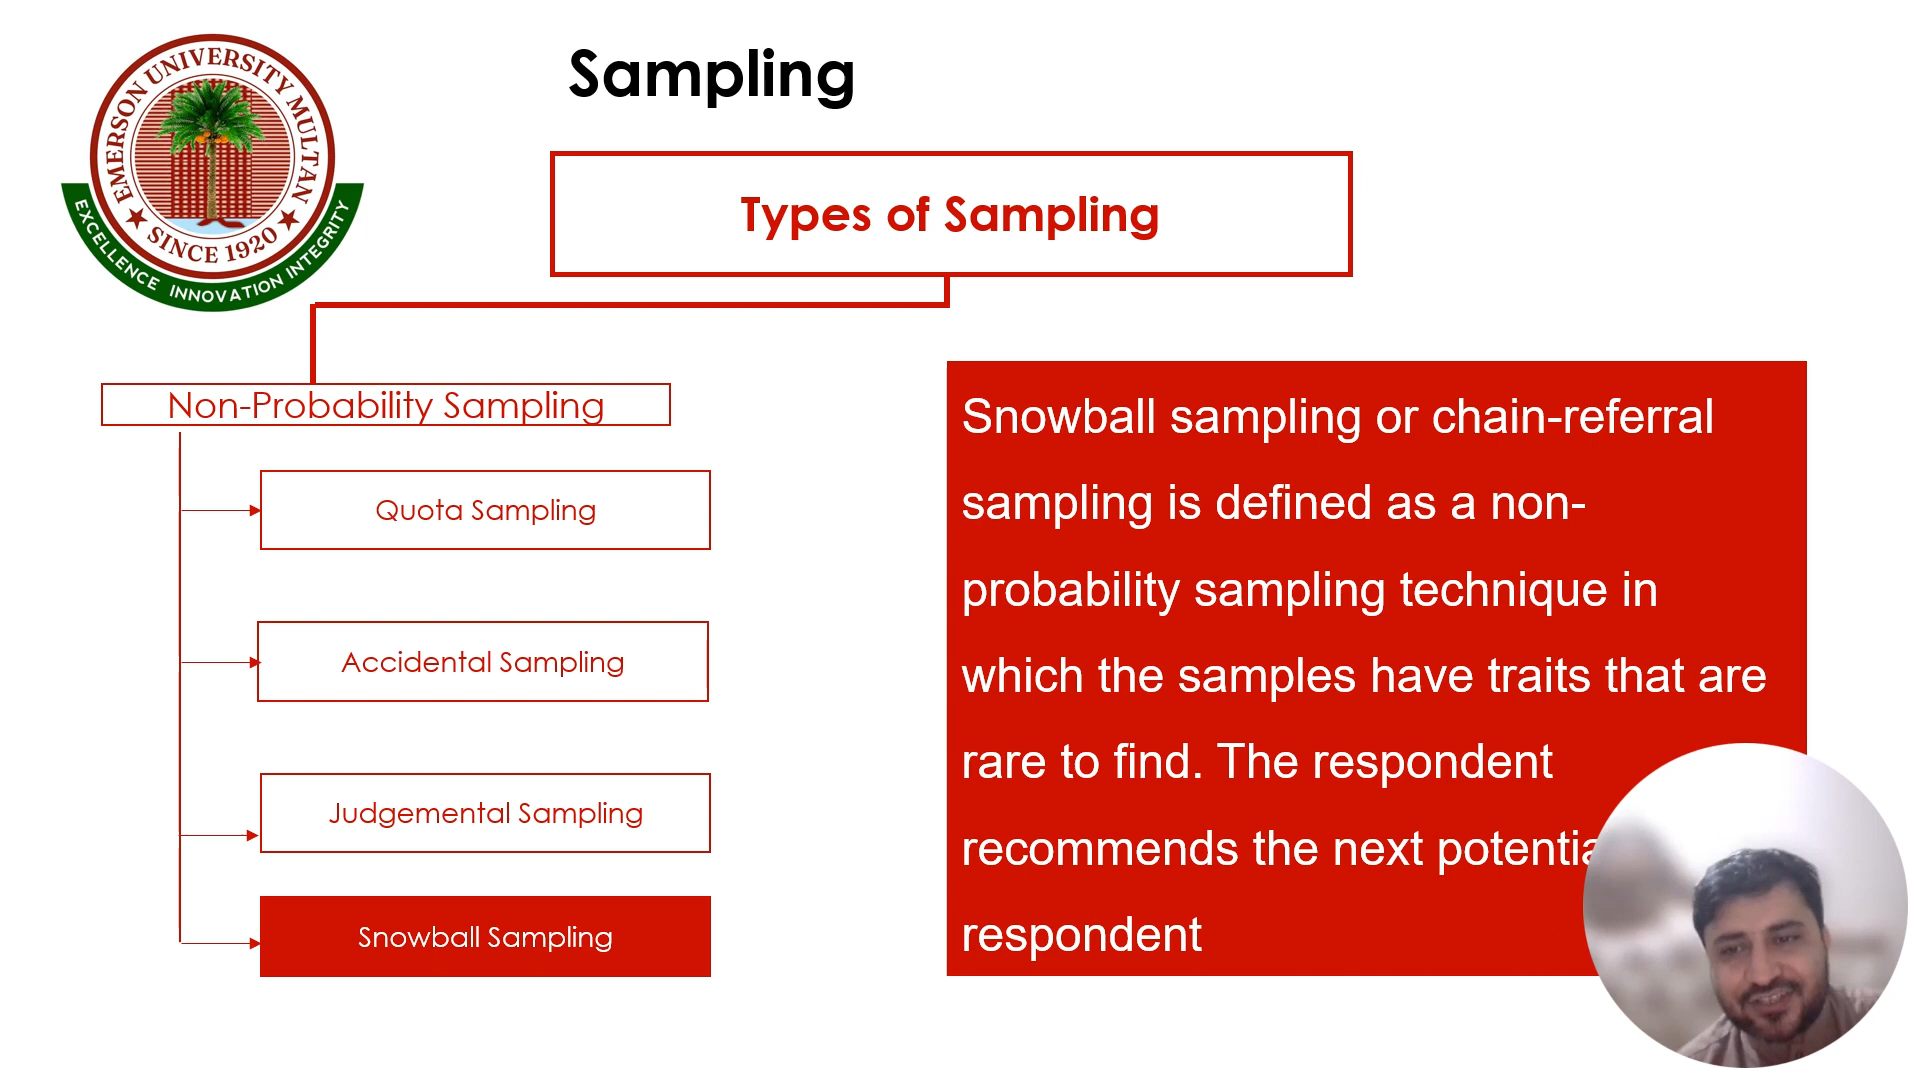 EMERSON UNIVERSITY MULTAN
SINCE 1920
EXCELLENCE INNOVATION INTEGRITY
Sampling
Types of Sampling
Non-Probability Sampling
Quota Sampling
Accidental Sampling
Judgemental Sampling
Snowball Sampling
Snowball sampling or chain-referral
sampling is defined as a non-
probability sampling technique in
which the samples have traits that are
rare to find. The respondent
recommends the next
respondent